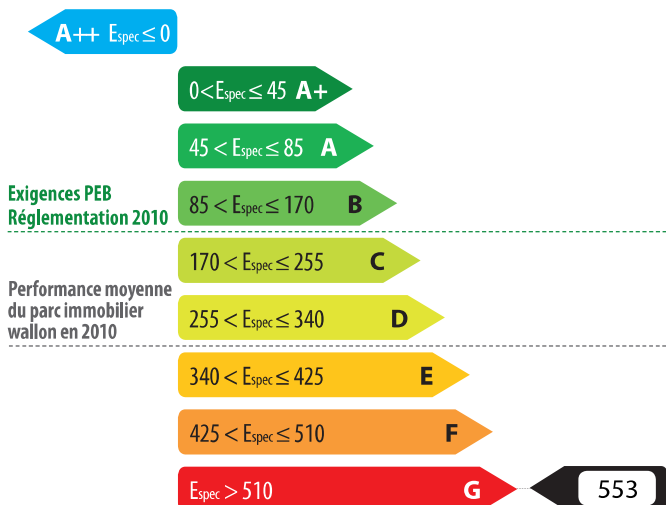 A++ Espec ≤ 0
0 < Espec ≤ 45 A+
45 < Espec ≤ 85 A
Exigences PEB
Réglementation 2010
85 < Espec ≤ 170 B
170 < Espec ≤ 255 C
Performance moyenne
du parc immobilier
wallon en 2010
255 < Espec ≤ 340 D
340 < Espec ≤ 425 E
425 < Espec ≤ 510 F
Espec > 510 G 553